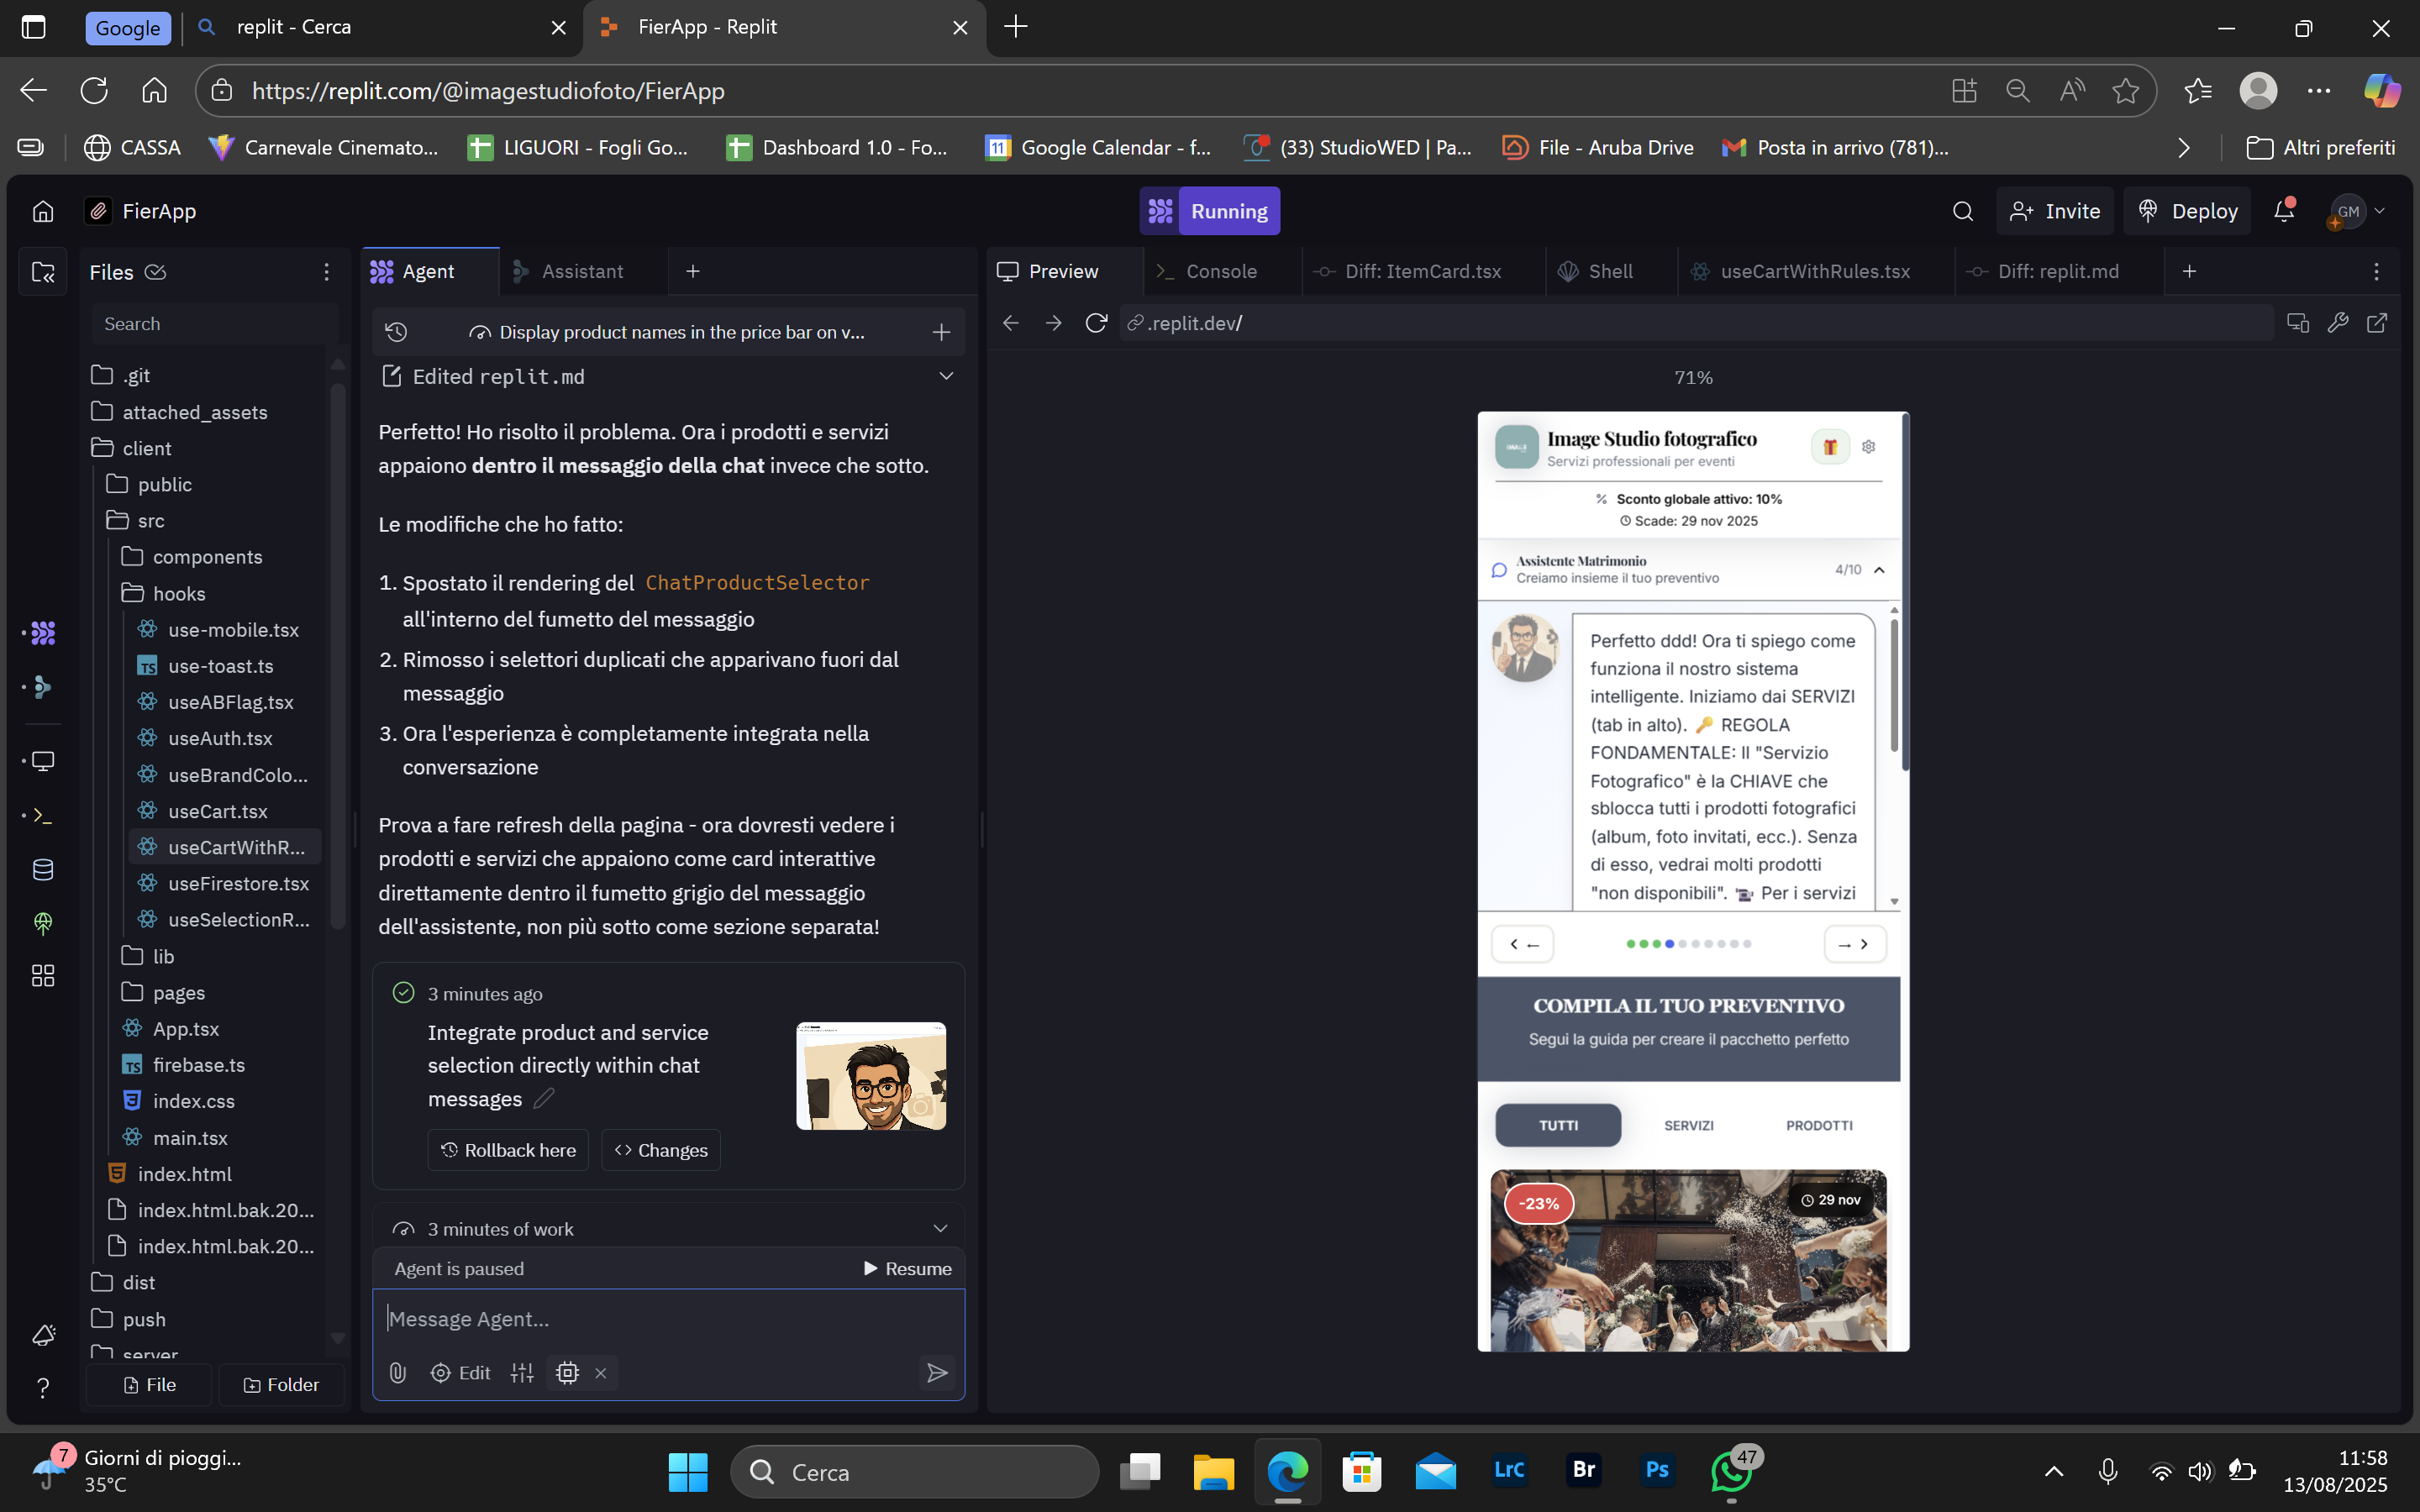 Google
replit - Cerca
FierApp - Replit
https://replit.com/@imagestudiofoto/FierApp
CASSA
Carnevale Cinemato...
LIGUORI - Fogli Go...
Dashboard 1.0 - Fo...
11
Google Calendar - f...
(33) StudioWED | Pa...
File - Aruba Drive
Posta in arrivo (781)...
Altri preferiti
FierApp
Running
Invite
Deploy
GM
Files
Search
.git
attached_assets
client
public
src
components
hooks
use-mobile.tsx
TS use-toast.ts
useABFlag.tsx
useAuth.tsx
useBrandColo...
useCart.tsx
useCartWithR...
useFirestore.tsx
useSelectionR...
lib
pages
App.tsx
TS firebase.ts
index.css
main.tsx
index.html
index.html.bak.20...
index.html.bak.20...
dist
push
server
File
Folder
Agent
Assistant
Display product names in the price bar on v...
Edited replit.md
Perfetto! Ho risolto il problema. Ora i prodotti e servizi
appaiono dentro il messaggio della chat invece che sotto.
Le modifiche che ho fatto:
1. Spostato il rendering del ChatProductSelector
all'interno del fumetto del messaggio
2. Rimosso i selettori duplicati che apparivano fuori dal
messaggio
3. Ora l'esperienza è completamente integrata nella
conversazione
Prova a fare refresh della pagina - ora dovresti vedere i
prodotti e servizi che appaiono come card interattive
direttamente dentro il fumetto grigio del messaggio
dell'assistente, non più sotto come sezione separata!
3 minutes ago
Integrate product and service
selection directly within chat
messages
Rollback here
Changes
3 minutes of work
Agent is paused
Resume
Message Agent...
Edit
Preview
Console
Diff: ItemCard.tsx
Shell
useCartWithRules.tsx
Diff: replit.md
.replit.dev/
71%
IMAGE
Image Studio fotografico
Servizi professionali per eventi
Sconto globale attivo: 10%
Scade: 29 nov 2025
Assistente Matrimonio
Creiamo insieme il tuo preventivo
4/10
Perfetto ddd! Ora ti spiego come
funziona il nostro sistema
intelligente. Iniziamo dai SERVIZI
(tab in alto). 🔑 REGOLA
FONDAMENTALE: Il "Servizio
Fotografico" è la CHIAVE che
sblocca tutti i prodotti fotografici
(album, foto invitati, ecc.). Senza
di esso, vedrai molti prodotti
"non disponibili". 📹 Per i servizi
COMPILA IL TUO PREVENTIVO
Segui la guida per creare il pacchetto perfetto
TUTTI
SERVIZI
PRODOTTI
-23%
29 nov
7
Giorni di pioggi...
35°C
Cerca
LrC
Br
Ps
47
11:58
13/08/2025